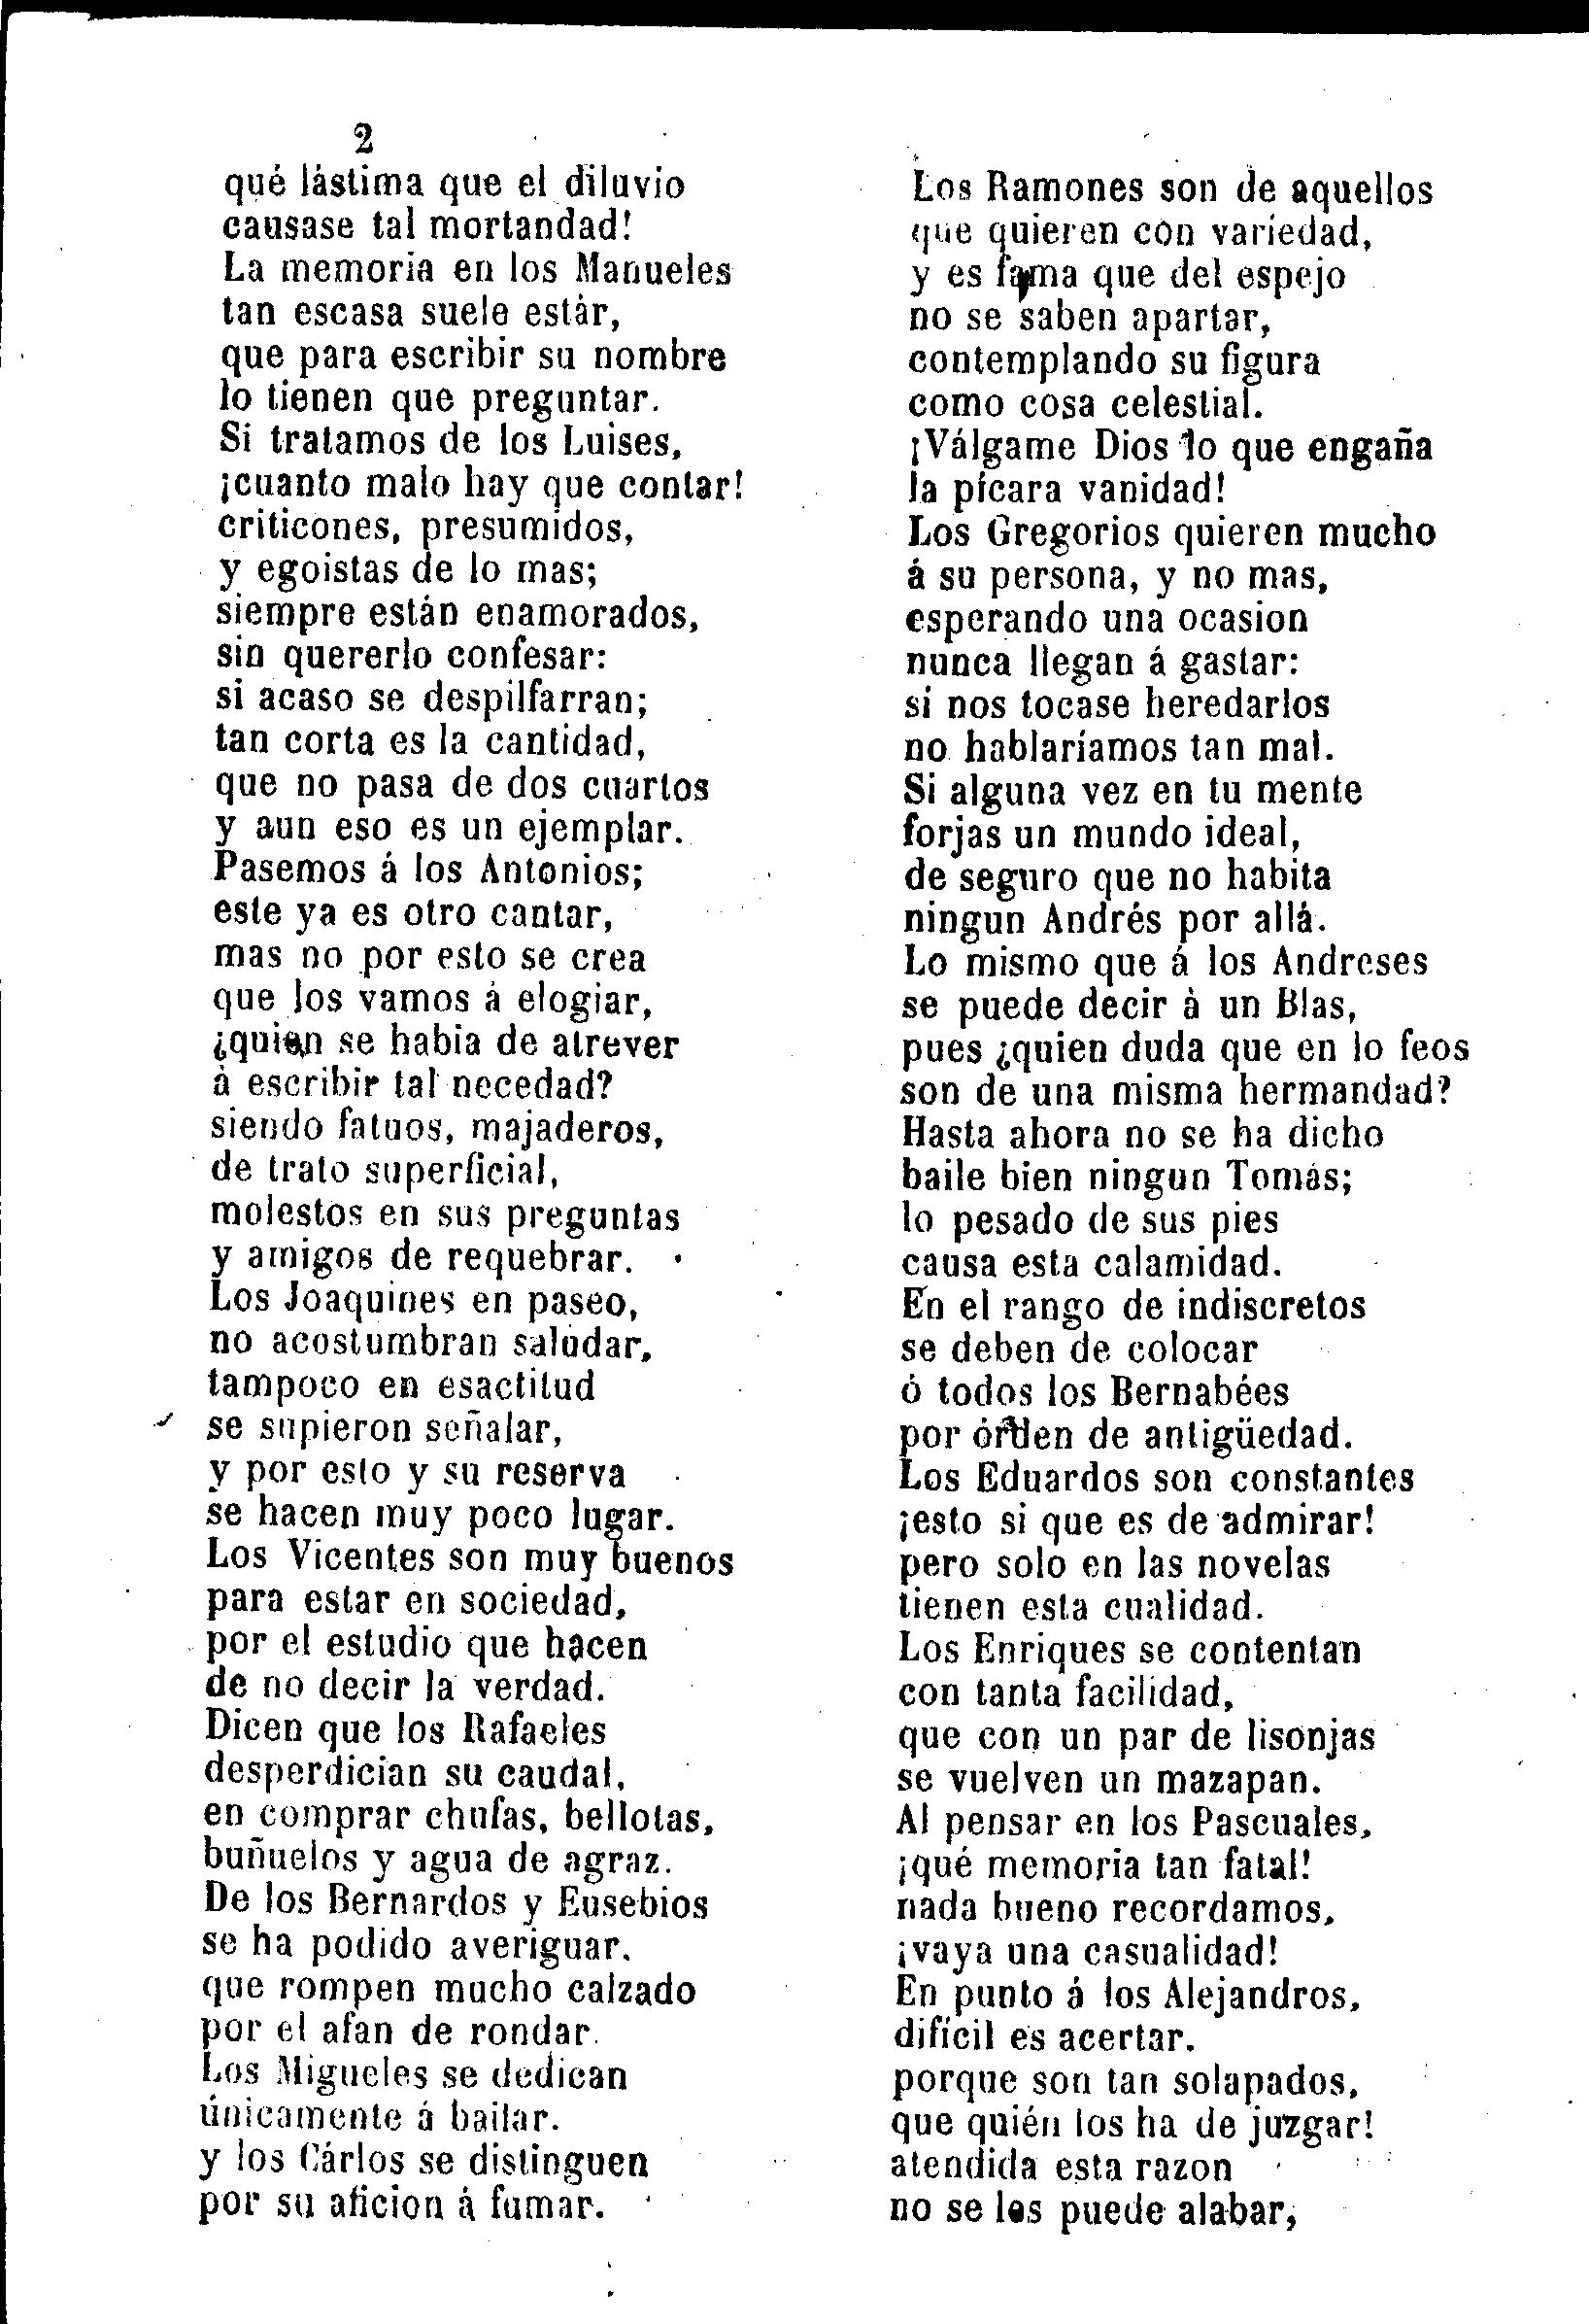 2
qué lástima que el diluvio
causase tal mortandad!
La memoria en los Manueles
tan escasa suele estár,
que para escribir su nombre
lo tienen que preguntar.
Si tratamos de los Luises,
¡cuanto malo hay que contar!
criticones, presumidos,
y egoistas de lo mas;
siempre están enamorados,
sin quererlo confesar:
si acaso se despilfarran;
tan corta es la cantidad,
que no pasa de dos cuartos
y aun eso es un ejemplar.
Pasemos á los Antonios;
este ya es otro cantar,
mas no por esto se crea
que los vamos á elogiar,
¿quien se habia de atrever
à escribir tal necedad?
siendo fatuos, majaderos,
de trato superficial,
molestos en sus preguntas
y amigos de requebrar.
Los Joaquines en paseo,
no acostumbran saludar,
tampoco en esactitud
se supieron señalar,
y por esto y su reserva
se hacen muy poco lugar.
Los Vicentes son muy buenos
para estar en sociedad,
por el estudio que hacen
de no decir la verdad.
Dicen que los Rafaeles
desperdician su caudal,
en comprar chufas, bellotas,
buñuelos y agua de agraz.
De los Bernardos y Eusebios
se ha podido averiguar,
que rompen mucho calzado
por el afan de rondar.
Los Migueles se dedican
únicamente á bailar.
y los Cárlos se distinguen
por su aficion á fumar.
Los Ramones son de aquellos
que quieren con variedad,
y es fama que del espejo
no se saben apartar,
contemplando su figura
como cosa celestial.
¡Válgame Dios lo que engaña
la pícara vanidad!
Los Gregorios quieren mucho
á su persona, y no mas,
esperando una ocasion
nunca llegan á gastar:
si nos tocase heredarlos
no hablaríamos tan mal.
Si alguna vez en tu mente
forjas un mundo ideal,
de seguro que no habita
ningun Andrés por allá.
Lo mismo que á los Andreses
se puede decir à un Blas,
pues ¿quien duda que en lo feos
son de una misma hermandad?
Hasta ahora no se ha dicho
baile bien ningun Tomás;
lo pesado de sus pies
causa esta calamidad.
En el rango de indiscretos
se deben de colocar
ó todos los Bernabées
por órden de antigüedad.
Los Eduardos son constantes
¡esto si que es de admirar!
pero solo en las novelas
tienen esta cualidad.
Los Enriques se contentan
con tanta facilidad,
que con un par de lisonjas
se vuelven un mazapan.
Al pensar en los Pascuales,
¡qué memoria tan fatal!
nada bueno recordamos,
¡vaya una casualidad!
En punto á los Alejandros,
difícil es acertar.
porque son tan solapados,
que quién los ha de juzgar!
atendida esta razon
no se les puede alabar,